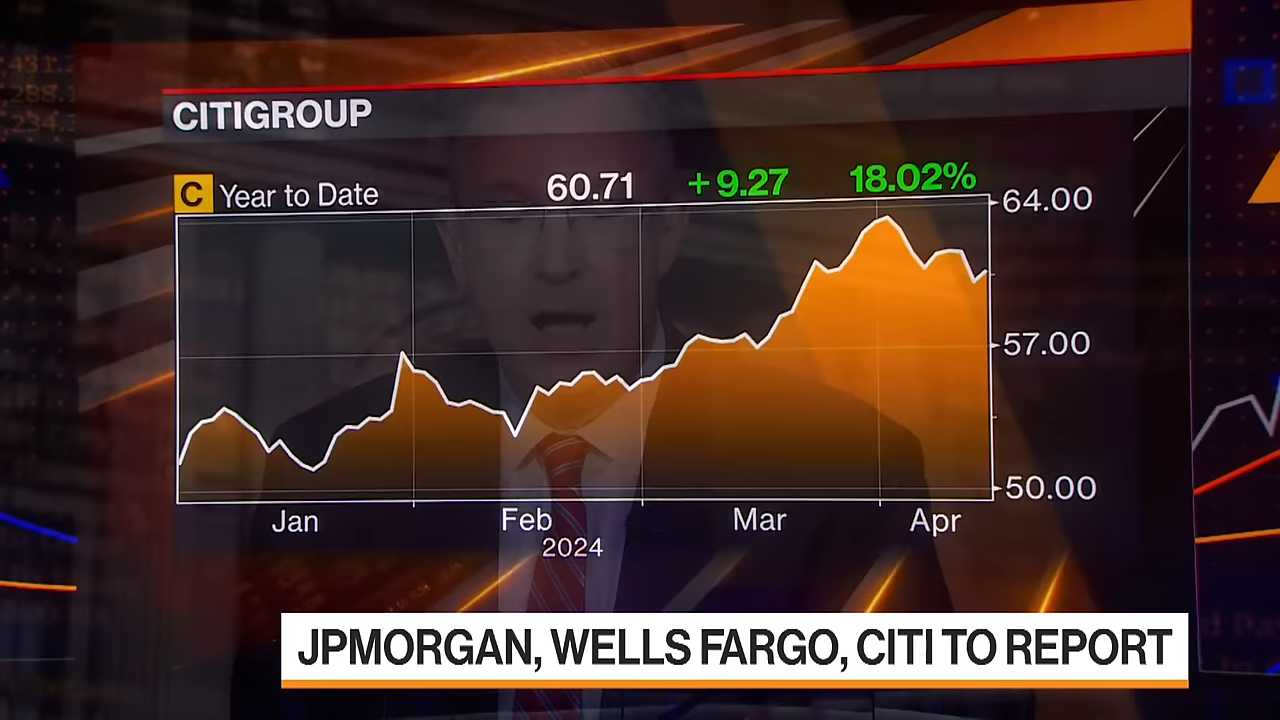 CITIGROUP
C Year to Date 60.71 +9.27 18.02%
64.00
57.00
50.00
Jan Feb Mar Apr
2024
JPMORGAN, WELLS FARGO, CITI TO REPORT